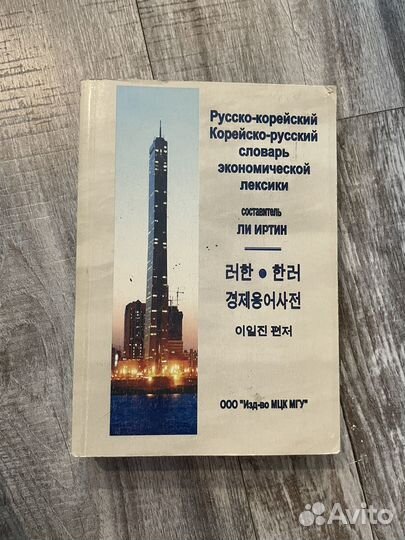 Русско-корейский
Корейско-русский
словарь
экономической
лексики
составитель
ЛИ ИРТИН
러한 ● 한러
경제용어사전
이일진 편저
ООО "Изд-во МЦК МГУ"
Avito